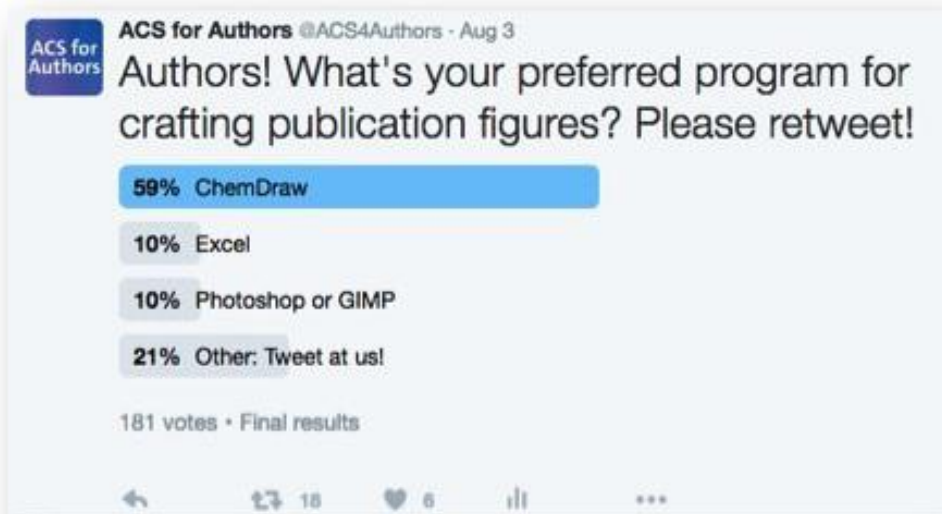 ACS for
Authors
ACS for Authors @ACS4Authors · Aug 3
Authors! What's your preferred program for
crafting publication figures? Please retweet!
59% ChemDraw
10% Excel
10% Photoshop or GIMP
21% Other: Tweet at us!
181 votes • Final results
18
6